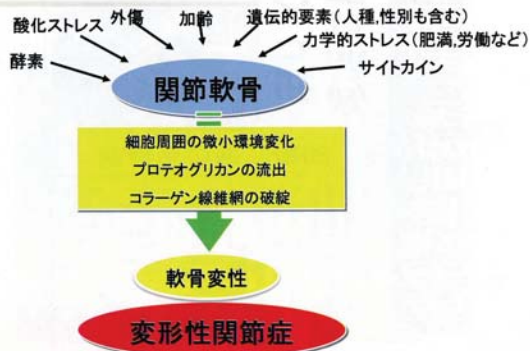 酸化ストレス
外傷
加齢
遺伝的要素(人種,性別も含む)
力学的ストレス(肥満,労働など)
酵素
サイトカイン
関節軟骨
細胞周囲の微小環境変化
プロテオグリカンの流出
コラーゲン線維網の破綻
軟骨変性
変形性関節症